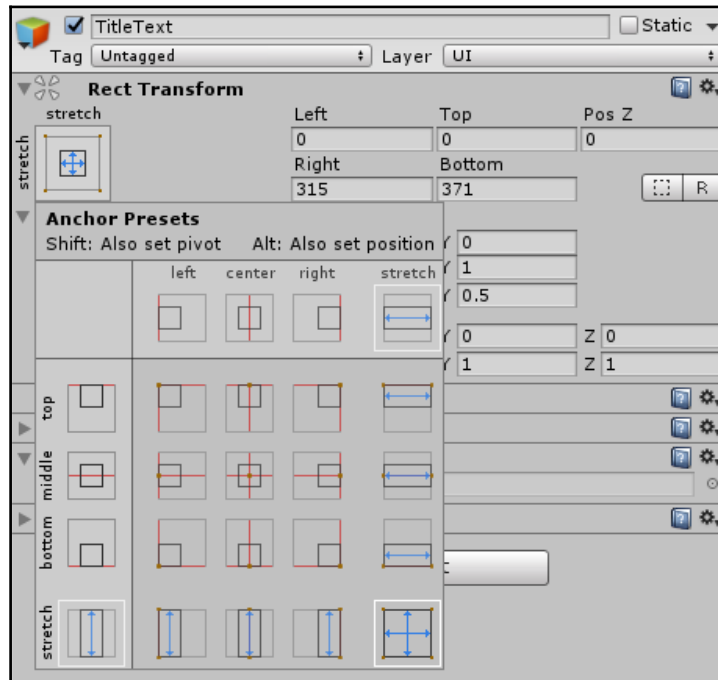 TitleText Static
Tag Untagged Layer UI
Rect Transform
stretch Left Top Pos Z
stretch 0 0 0
Right Bottom
315 371 R
Anchor Presets
Shift: Also set pivot Alt: Also set position
Y 0
Y 1
Y 0.5
left center right stretch
Y 0 Z 0
Y 1 Z 1
top
middle
bottom
stretch